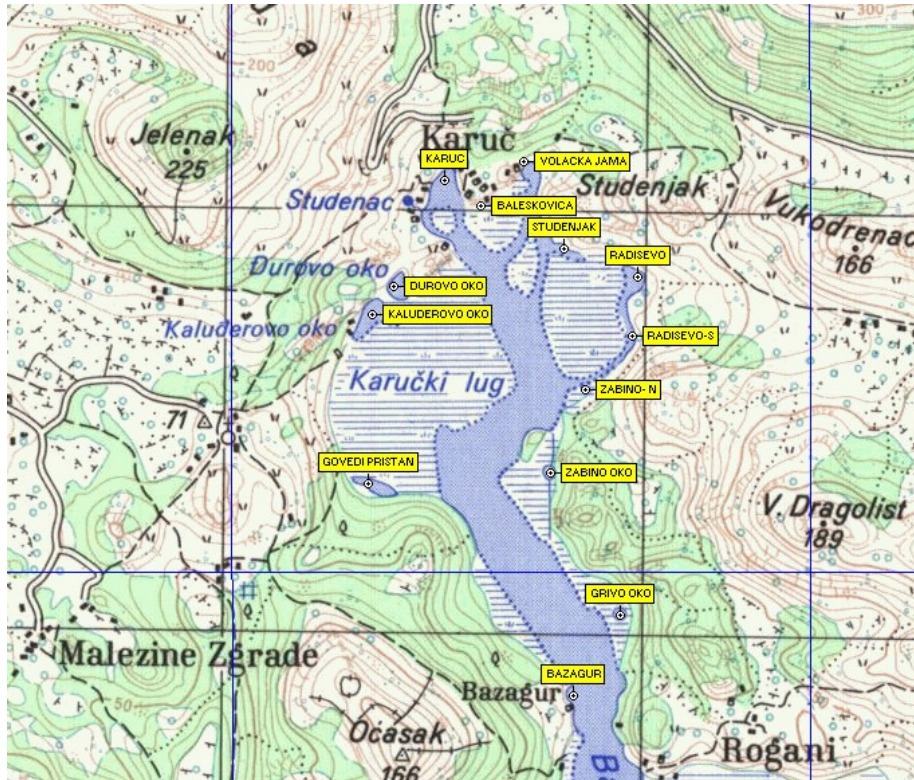 300
200
Jelenak
225
Karuč
KARUC
VOLACKA JAMA
Studenjak
Studenac
BALESKOVICA
STUDENJAK
Vukodrenac
166
RADISEVO
Đurovo oko
DUROVO OKO
KALUDEROVO OKO
Kaluđerovo oko
RADISEVO-S
Karučki lug
ZABINO-N
71
GOVEDI PRISTAN
ZABINO OKO
V. Dragolist
189
GRIVO OKO
Malezine Zgrade
BAZAGUR
Bazagur
Očasak
166
Rogani